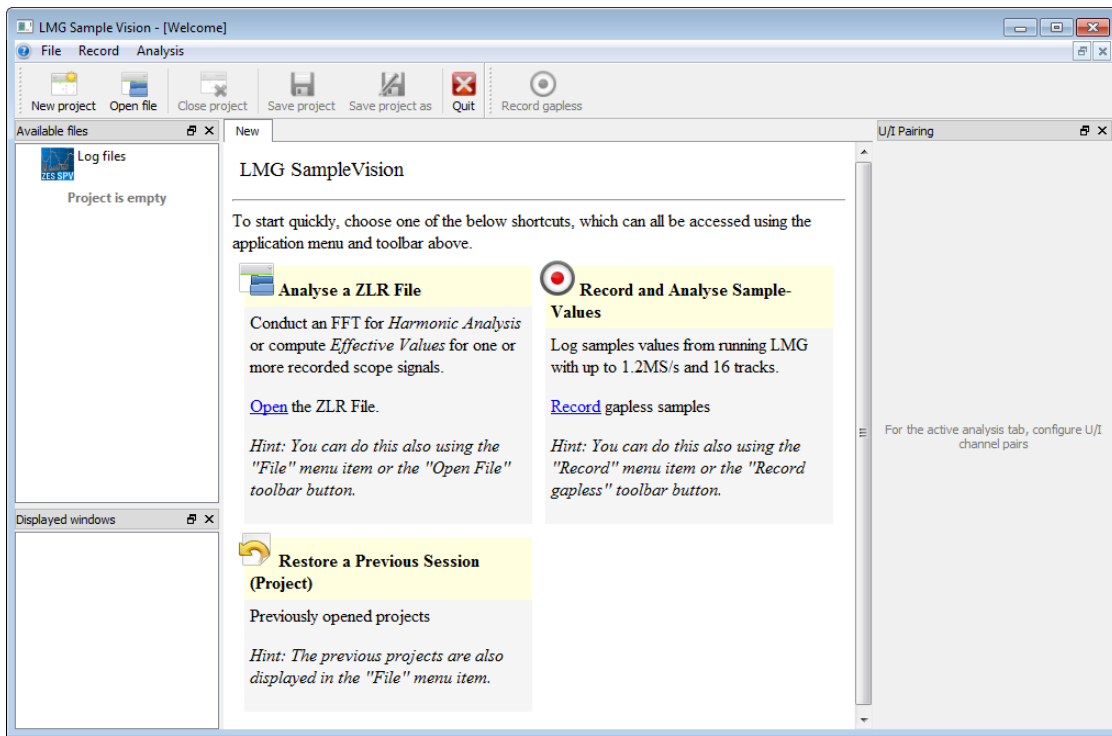 LMG Sample Vision - [Welcome]
File Record Analysis
New project Open file Close project Save project Save project as Quit Record gapless
Available files
Log files
ZES SPV
Project is empty
Displayed windows
New
LMG SampleVision
To start quickly, choose one of the below shortcuts, which can all be accessed using the
application menu and toolbar above.
Analyse a ZLR File
Conduct an FFT for Harmonic Analysis
or compute Effective Values for one or
more recorded scope signals.
Open the ZLR File.
Hint: You can do this also using the
"File" menu item or the "Open File"
toolbar button.
Record and Analyse Sample-
Values
Log samples values from running LMG
with up to 1.2MS/s and 16 tracks.
Record gapless samples
Hint: You can do this also using the
"Record" menu item or the "Record
gapless" toolbar button.
Restore a Previous Session
(Project)
Previously opened projects
Hint: The previous projects are also
displayed in the "File" menu item.
U/I Pairing
For the active analysis tab, configure U/I
channel pairs